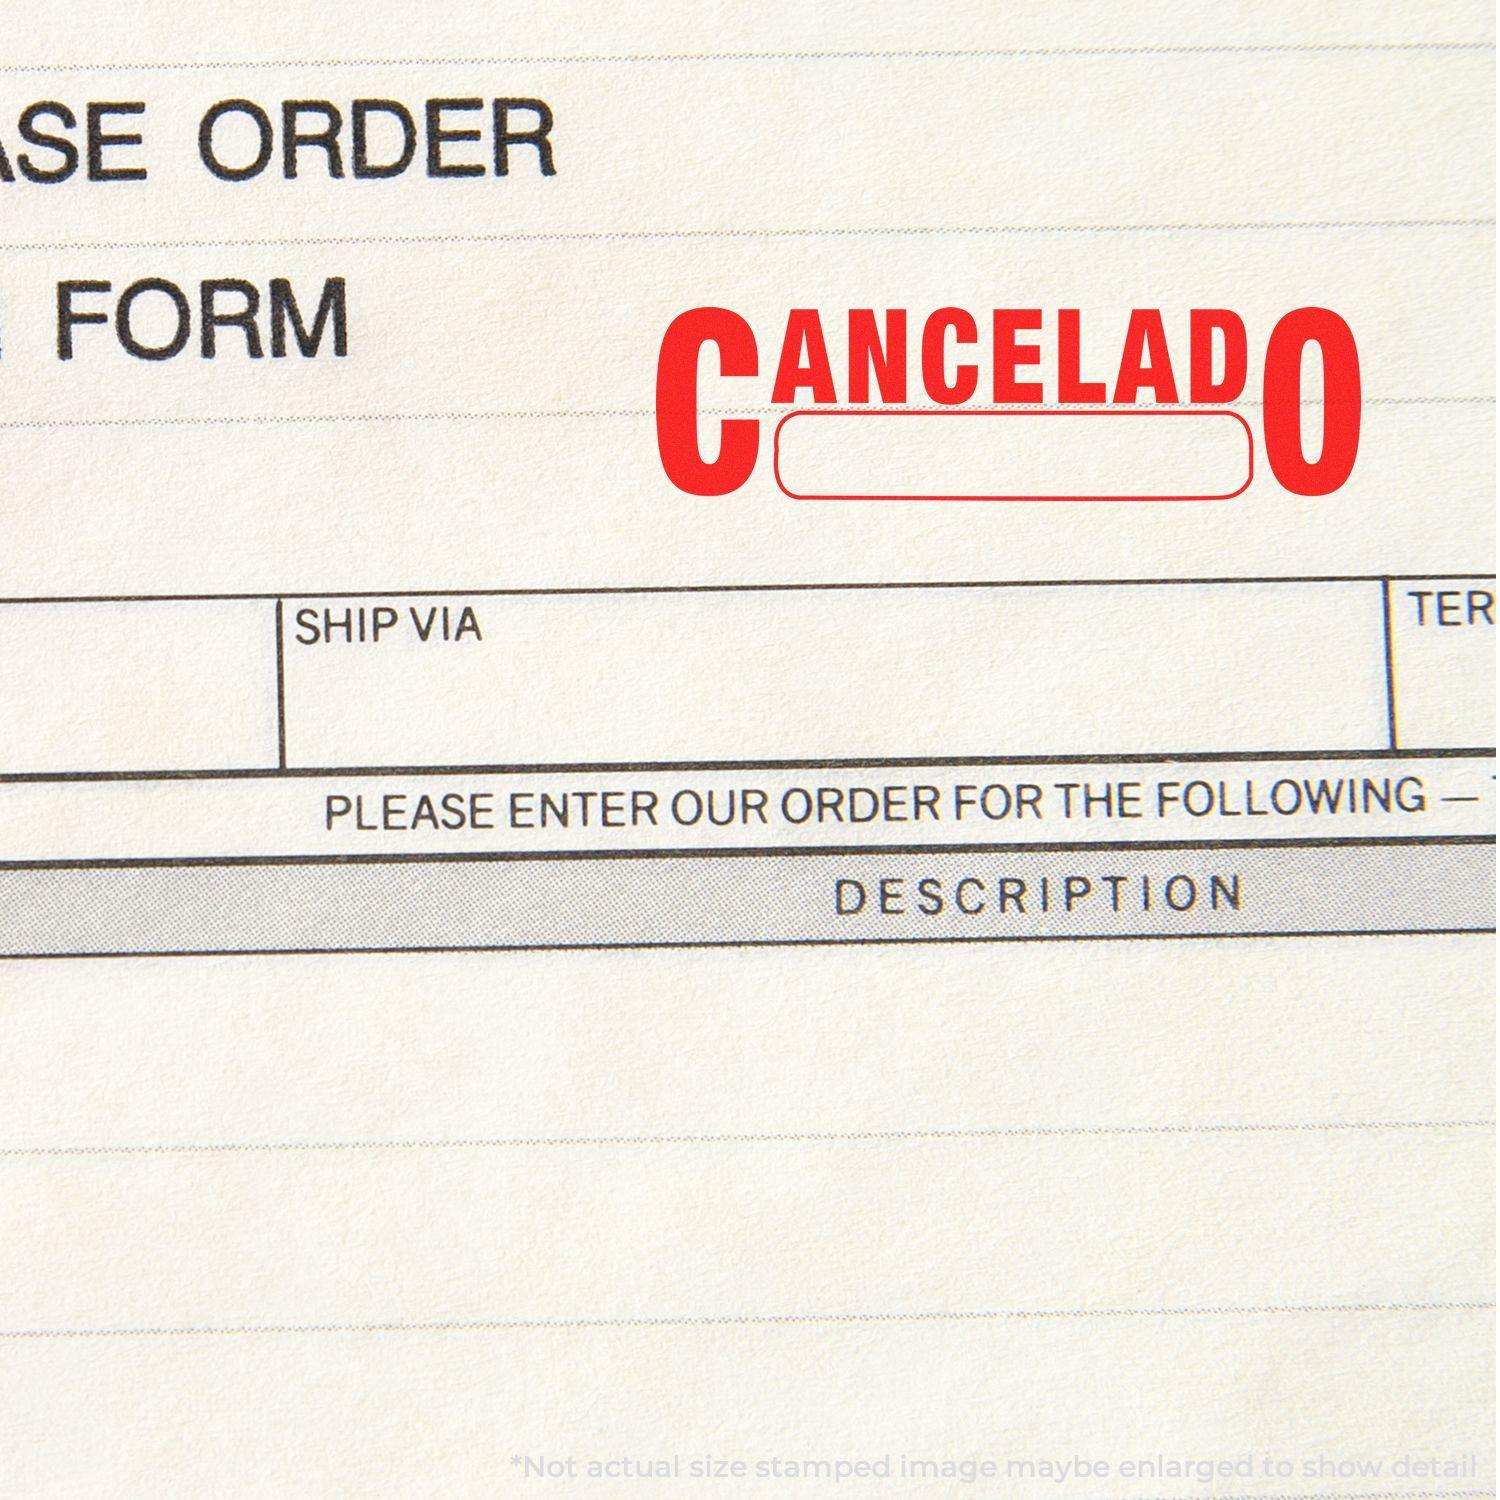 ASE ORDER
FORM
CANCELADO
SHIP VIA
TER
PLEASE ENTER OUR ORDER FOR THE FOLLOWING —
DESCRIPTION
*Not actual size stamped image maybe enlarged to show detail